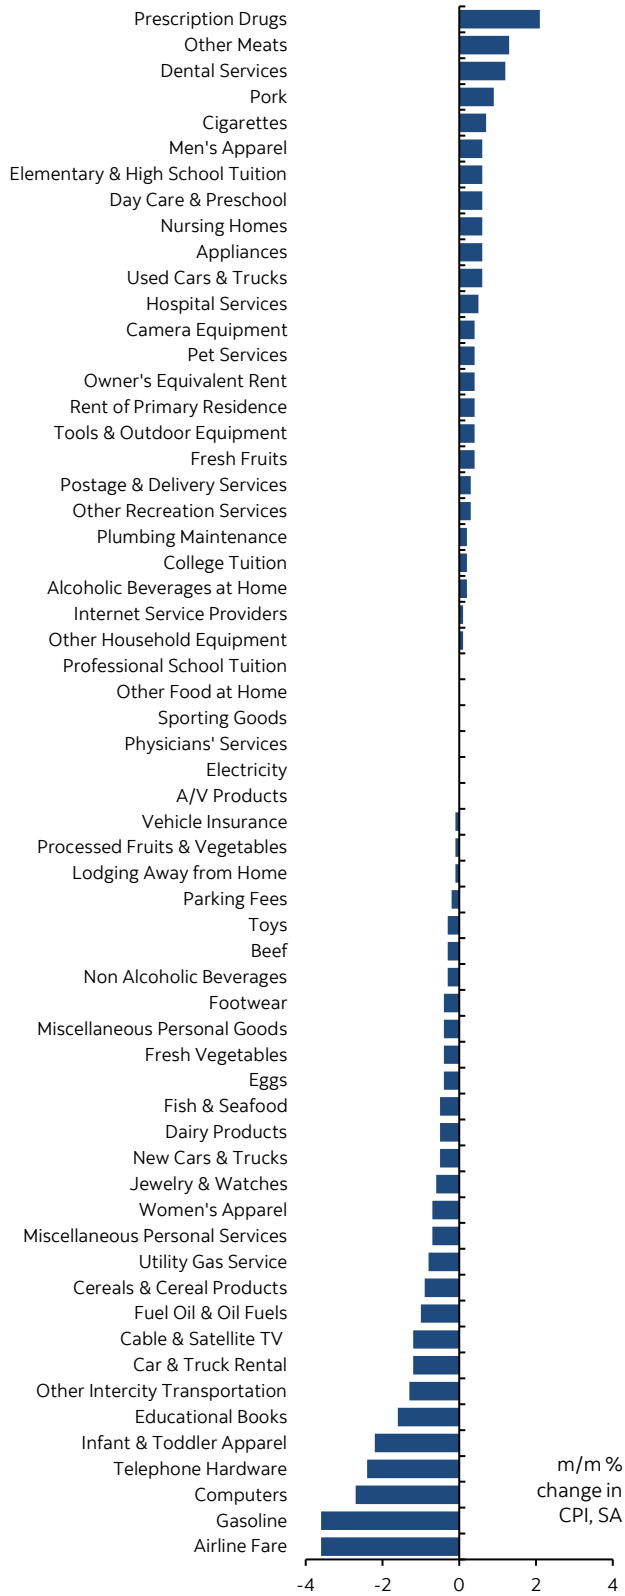 Prescription Drugs
Other Meats
Dental Services
Pork
Cigarettes
Men's Apparel
Elementary & High School Tuition
Day Care & Preschool
Nursing Homes
Appliances
Used Cars & Trucks
Hospital Services
Camera Equipment
Pet Services
Owner's Equivalent Rent
Rent of Primary Residence
Tools & Outdoor Equipment
Fresh Fruits
Postage & Delivery Services
Other Recreation Services
Plumbing Maintenance
College Tuition
Alcoholic Beverages at Home
Internet Service Providers
Other Household Equipment
Professional School Tuition
Other Food at Home
Sporting Goods
Physicians' Services
Electricity
A/V Products
Vehicle Insurance
Processed Fruits & Vegetables
Lodging Away from Home
Parking Fees
Toys
Beef
Non Alcoholic Beverages
Footwear
Miscellaneous Personal Goods
Fresh Vegetables
Eggs
Fish & Seafood
Dairy Products
New Cars & Trucks
Jewelry & Watches
Women's Apparel
Miscellaneous Personal Services
Utility Gas Service
Cereals & Cereal Products
Fuel Oil & Oil Fuels
Cable & Satellite TV
Car & Truck Rental
Other Intercity Transportation
Educational Books
Infant & Toddler Apparel
Telephone Hardware
Computers
Gasoline
Airline Fare
m/m %
change in
CPI, SA
-4 -2 0 2 4